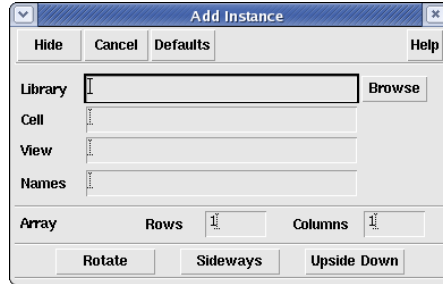 Add Instance
Hide Cancel Defaults Help
Library Browse
Cell
View
Names
Array Rows 1 Columns 1
Rotate Sideways Upside Down